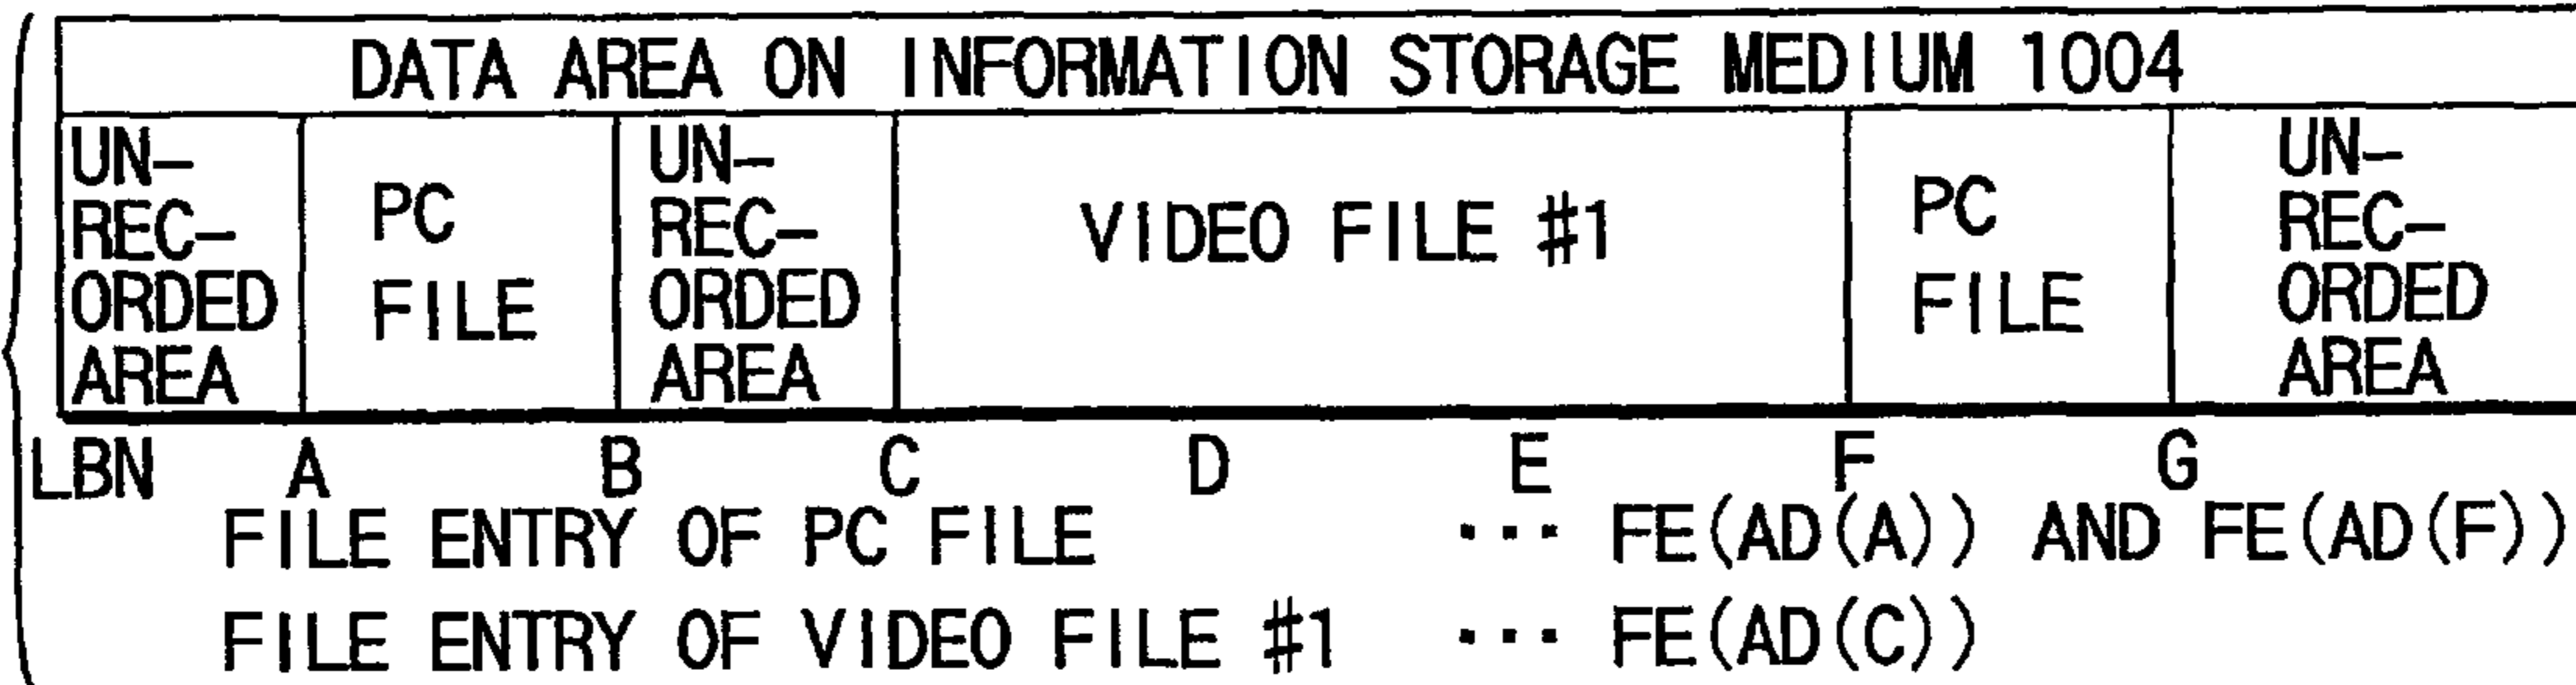 DATA AREA ON INFORMATION STORAGE MEDIUM 1004
UN-
REC-
ORDED
AREA
PC
FILE
UN-
REC-
ORDED
AREA
VIDEO FILE #1
PC
FILE
UN-
REC-
ORDED
AREA
LBN A B C D E F G
FILE ENTRY OF PC FILE ··· FE(AD(A)) AND FE(AD(F))
FILE ENTRY OF VIDEO FILE #1 ··· FE(AD(C))